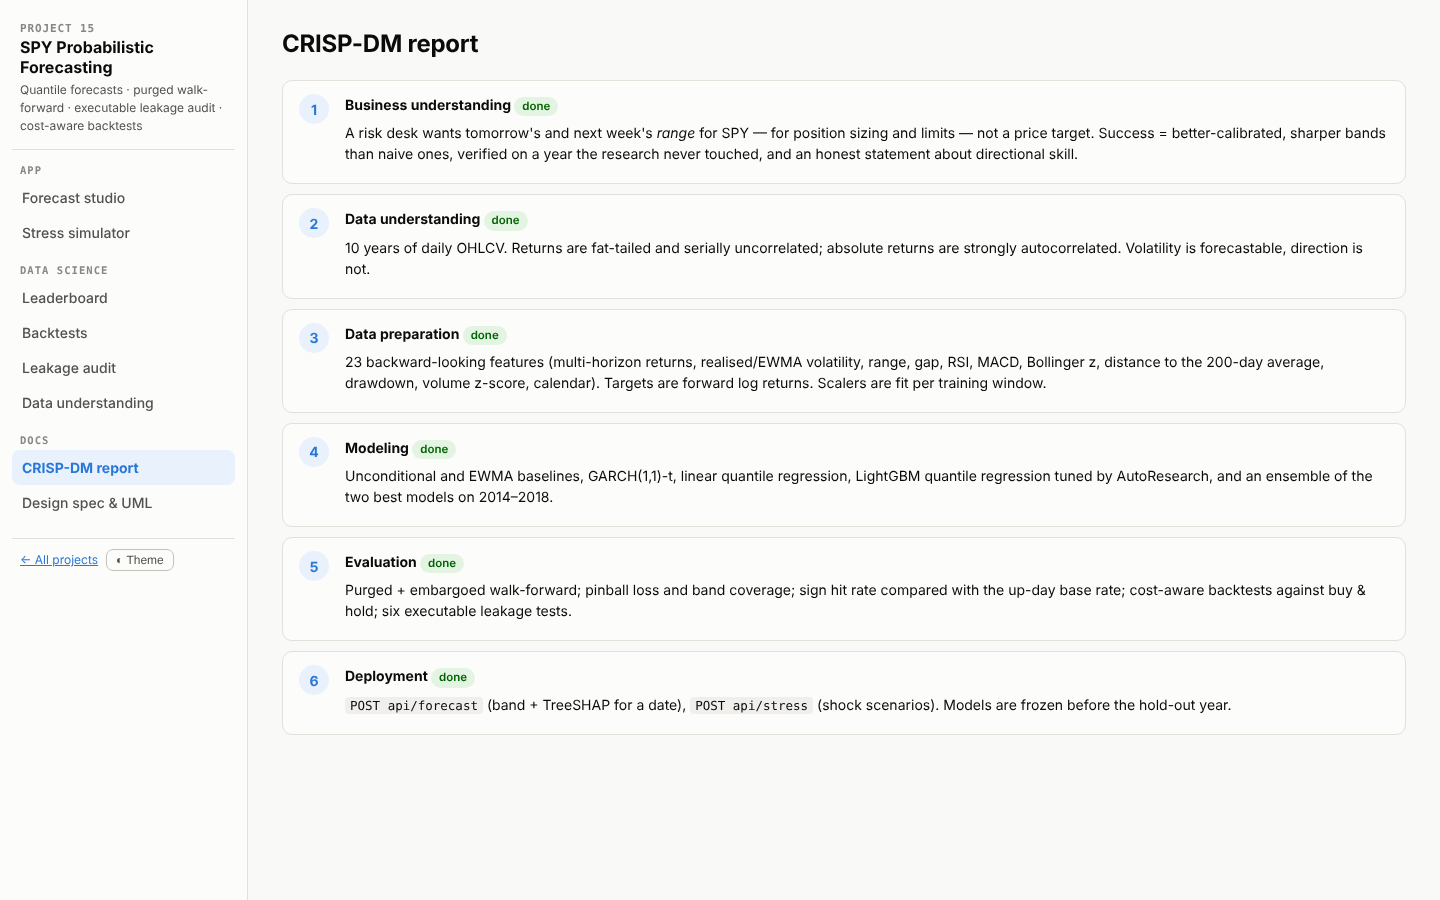 PROJECT 15
SPY Probabilistic
Forecasting
Quantile forecasts · purged walk-
forward · executable leakage audit ·
cost-aware backtests
APP
Forecast studio
Stress simulator
DATA SCIENCE
Leaderboard
Backtests
Leakage audit
Data understanding
DOCS
CRISP-DM report
Design spec & UML
← All projects
Theme
CRISP-DM report
1
Business understanding done
A risk desk wants tomorrow's and next week's range for SPY — for position sizing and limits — not a price target. Success = better-calibrated, sharper bands
than naive ones, verified on a year the research never touched, and an honest statement about directional skill.
2
Data understanding done
10 years of daily OHLCV. Returns are fat-tailed and serially uncorrelated; absolute returns are strongly autocorrelated. Volatility is forecastable, direction is
not.
3
Data preparation done
23 backward-looking features (multi-horizon returns, realised/EWMA volatility, range, gap, RSI, MACD, Bollinger z, distance to the 200-day average,
drawdown, volume z-score, calendar). Targets are forward log returns. Scalers are fit per training window.
4
Modeling done
Unconditional and EWMA baselines, GARCH(1,1)-t, linear quantile regression, LightGBM quantile regression tuned by AutoResearch, and an ensemble of the
two best models on 2014–2018.
5
Evaluation done
Purged + embargoed walk-forward; pinball loss and band coverage; sign hit rate compared with the up-day base rate; cost-aware backtests against buy &
hold; six executable leakage tests.
6
Deployment done
POST api/forecast (band + TreeSHAP for a date), POST api/stress (shock scenarios). Models are frozen before the hold-out year.